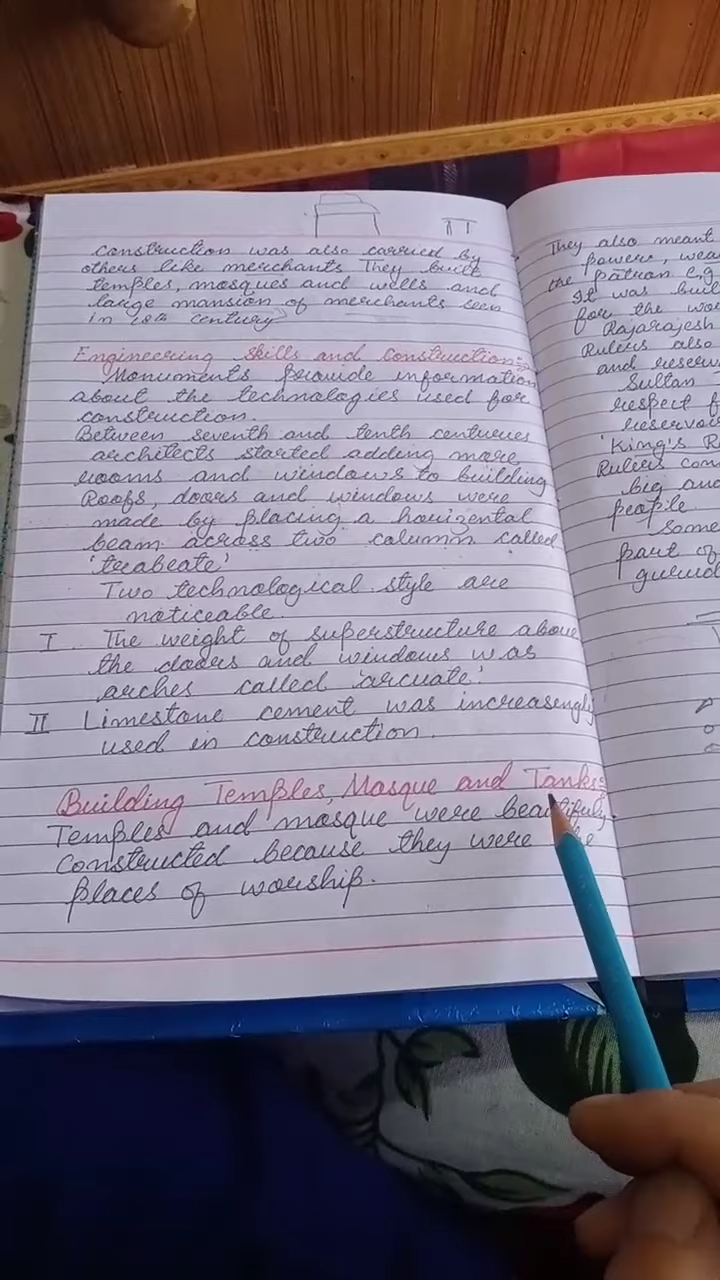 construction was also carried by
others like merchants They built
temples, mosques and wells and
large mansion of merchants seen
in 18th century
Engineering skills and construction:-
Monuments provide information
about the technologies used for
construction.
Between seventh and tenth centuries
architects started adding more
rooms and windows to building
Roofs, doors and windows were
made by placing a horizental
beam across two column called
'trabeate'
Two technological style are
noticeable.
I The weight of superstructure above
the doors and windows was
arches called 'arcuate'
II Limestone cement was increasengly
used in construction.
Building Temples, Mosque and Tanks:
Temples and mosque were beautifuly
constructed because they were
places of worship.
They also meant
powers, wea
the patron e.g
It was buil
for the wo
Rajarajesh
Rulers also
and reserv
Sultan
respect f
reservoi
'King's R
Rulers con
big and
people.
Some
part of
gurud